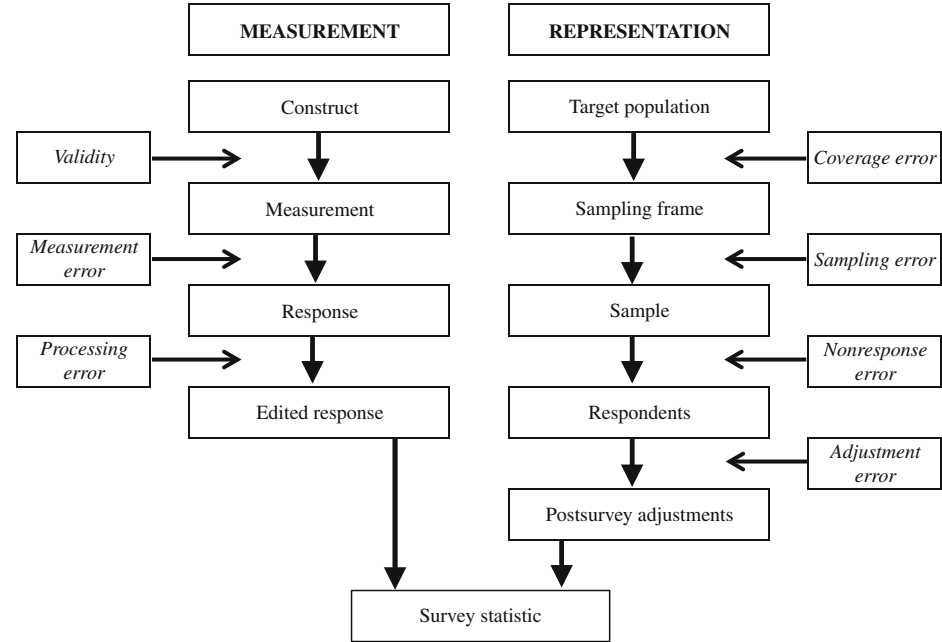 MEASUREMENT
REPRESENTATION
Construct
Target population
Validity
Coverage error
Measurement
Sampling frame
Measurement
error
Sampling error
Response
Sample
Processing
error
Nonresponse
error
Edited response
Respondents
Adjustment
error
Postsurvey adjustments
Survey statistic